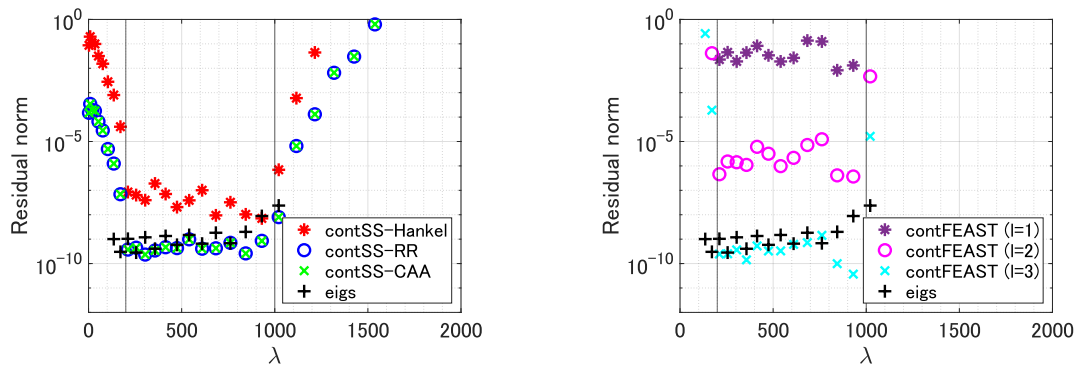 Residual norm
10^0
10^-5
10^-10
0
500
1000
1500
2000
λ
contSS-Hankel
contSS-RR
contSS-CAA
eigs
Residual norm
10^0
10^-5
10^-10
0
500
1000
1500
2000
λ
contFEAST (l=1)
contFEAST (l=2)
contFEAST (l=3)
eigs